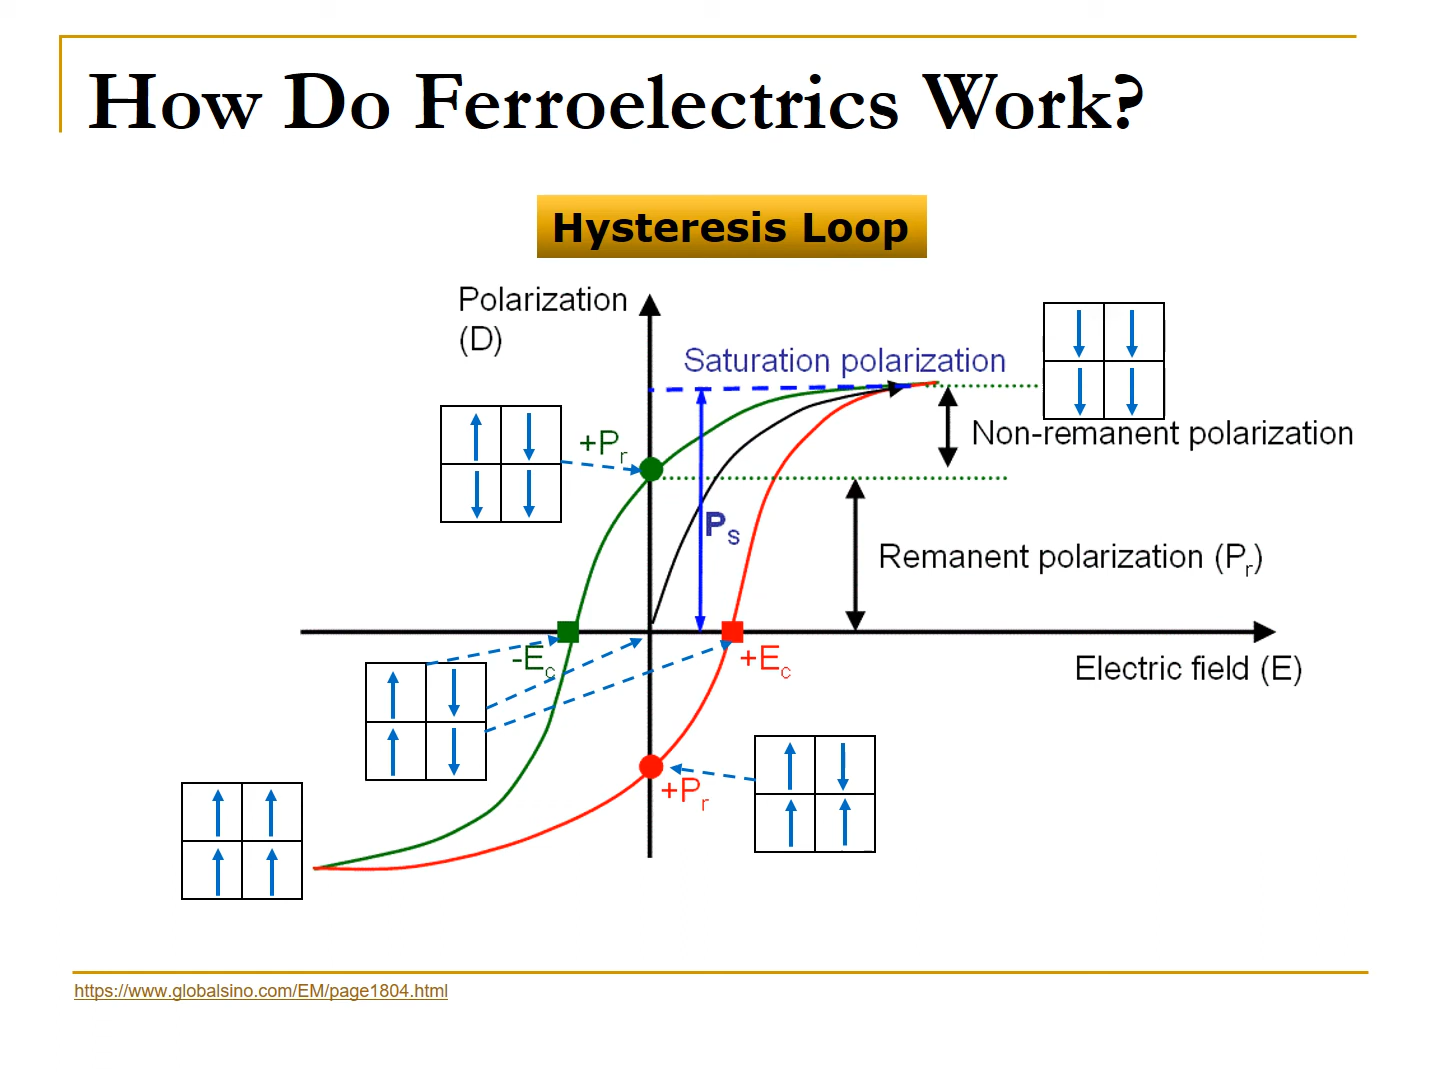 How Do Ferroelectrics Work?
Hysteresis Loop
Polarization
(D)
Saturation polarization
+Pr
Non-remanent polarization
Ps
Remanent polarization (Pr)
-Ec
+Ec
Electric field (E)
+Pr
https://www.globalsino.com/EM/page1804.html